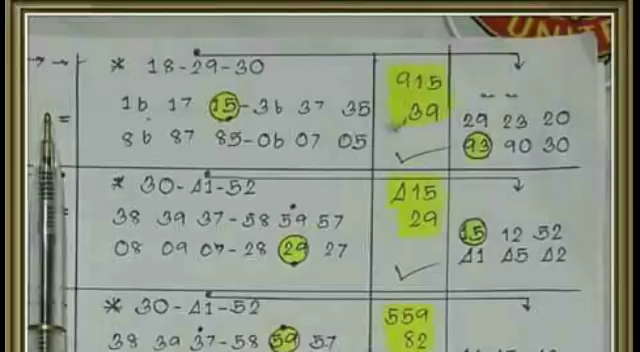 UNITE
* 18-29-30
915
16 17 15-36 37 35
39
29 23 20
86 87 85-06 07 05
93 90 30
* 30-41-52
415
38 39 37-58 59 57
29
15 12 52
08 09 07-28 29 27
41 45 42
* 30-41-52
559
38 39 37-58 59 57
82